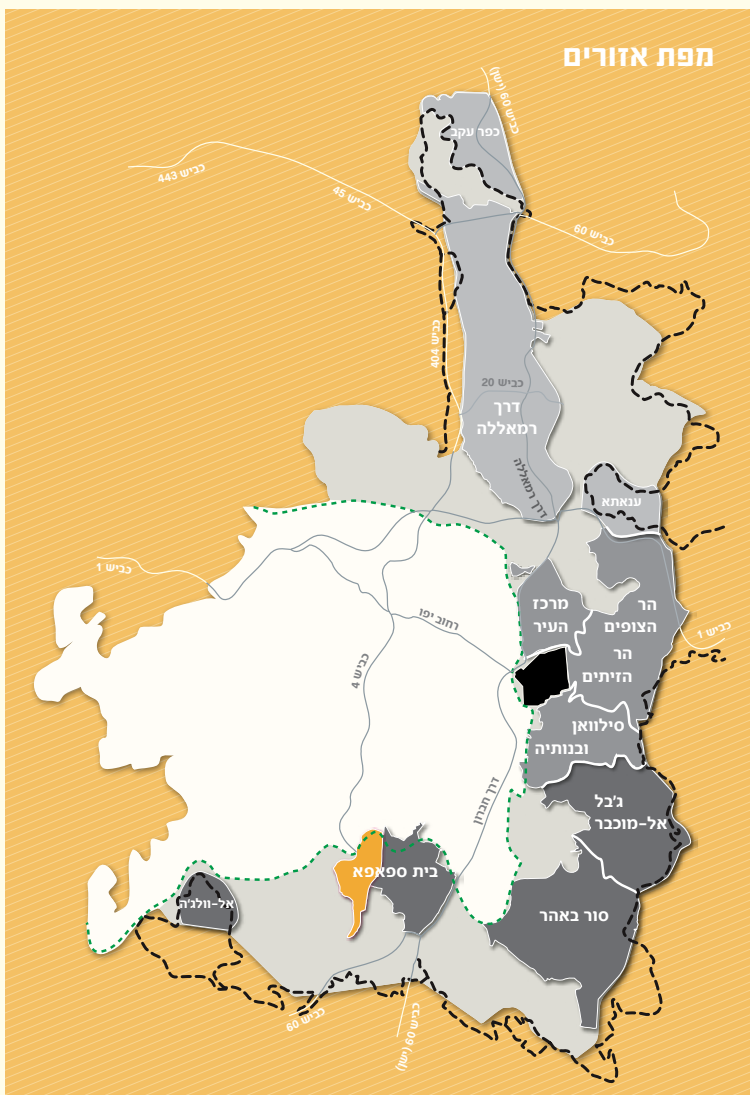 מפת אזורים
כביש 60 (ישן)
כפר עקב
כביש 443
כביש 45
כביש 60
כביש 404
כביש 20
דרך
רמאללה
דרך רמאללה
ענאתא
כביש 1
כביש 1
מרכז
העיר
הר
הצופים
הר
הזיתים
רחוב יפו
כביש 4
סילוואן
ובנותיה
דרך חברון
ג'בל
אל-מוכבר
בית ספאפא
אל-וולג'ה
סור באהר
כביש 60
כביש 60 (ישן)